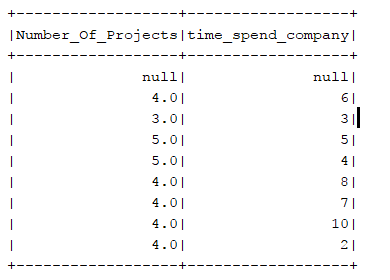 +-------------------+------------------+
|Number_Of_Projects|time_spend_company|
+-------------------+------------------+
| null| null|
| 4.0| 6|
| 3.0| 3|
| 5.0| 5|
| 5.0| 4|
| 4.0| 8|
| 4.0| 7|
| 4.0| 10|
| 4.0| 2|
+-------------------+------------------+